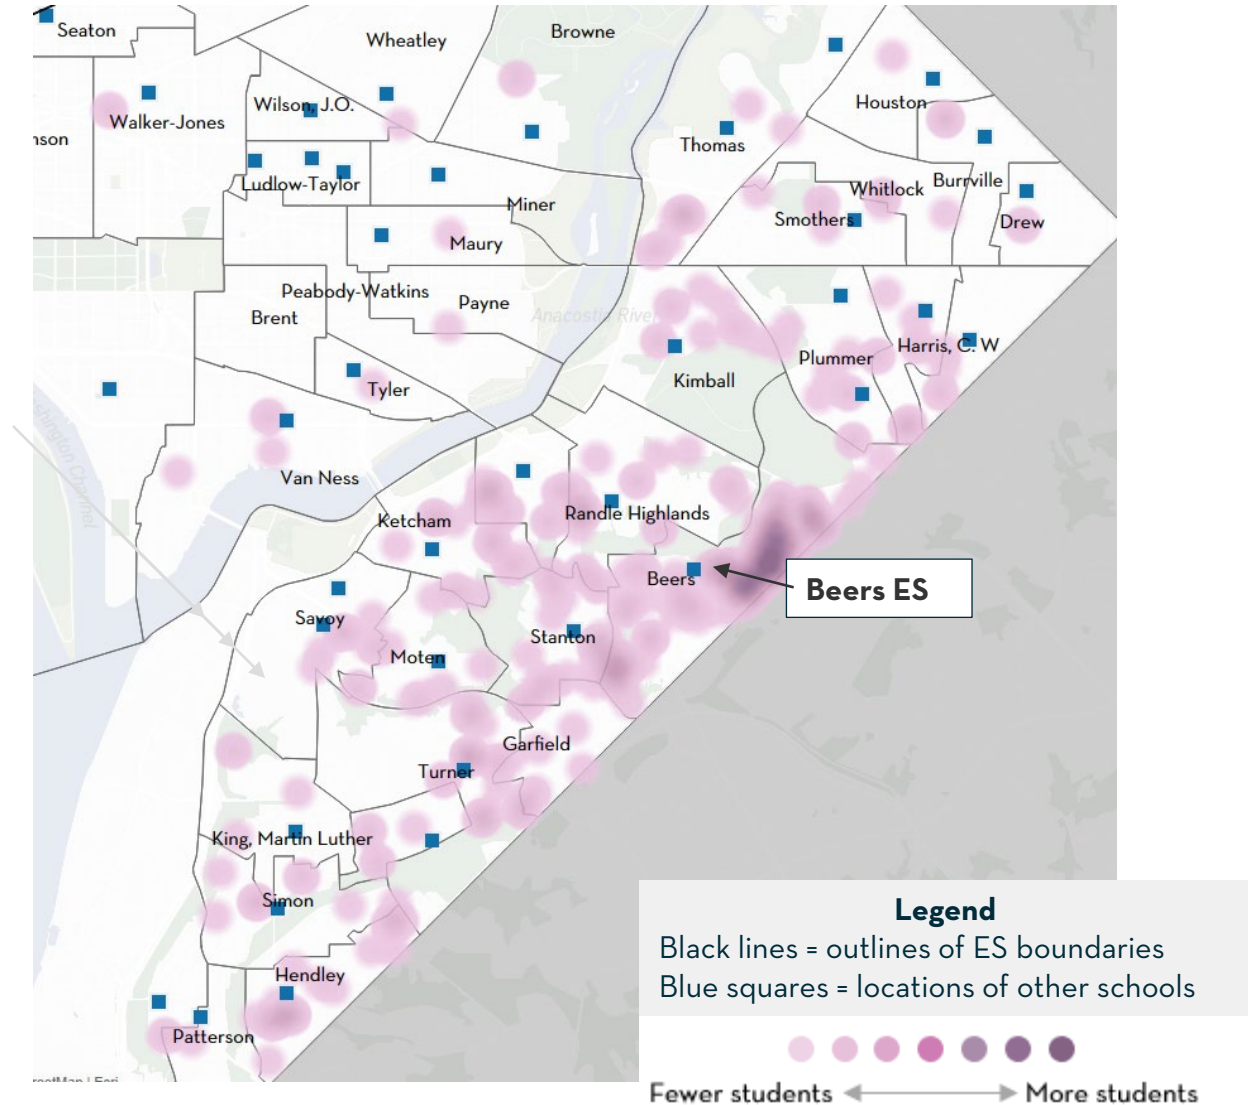 Seaton
Wheatley
Browne
Wilson, J.O.
Houston
Walker-Jones
nson
Thomas
Ludlow-Taylor
Miner
Whitlock
Burrville
Smothers
Drew
Maury
Peabody-Watkins
Payne
Brent
Anacostia River
Harris, C. W
Plummer
Kimball
Tyler
Washington Channel
Van Ness
Ketcham
Randle Highlands
Beers
Beers ES
Savoy
Stanton
Moten
Garfield
Turner
King, Martin Luther
Simon
Hendley
Patterson
Legend
Black lines = outlines of ES boundaries
Blue squares = locations of other schools
Fewer students
More students